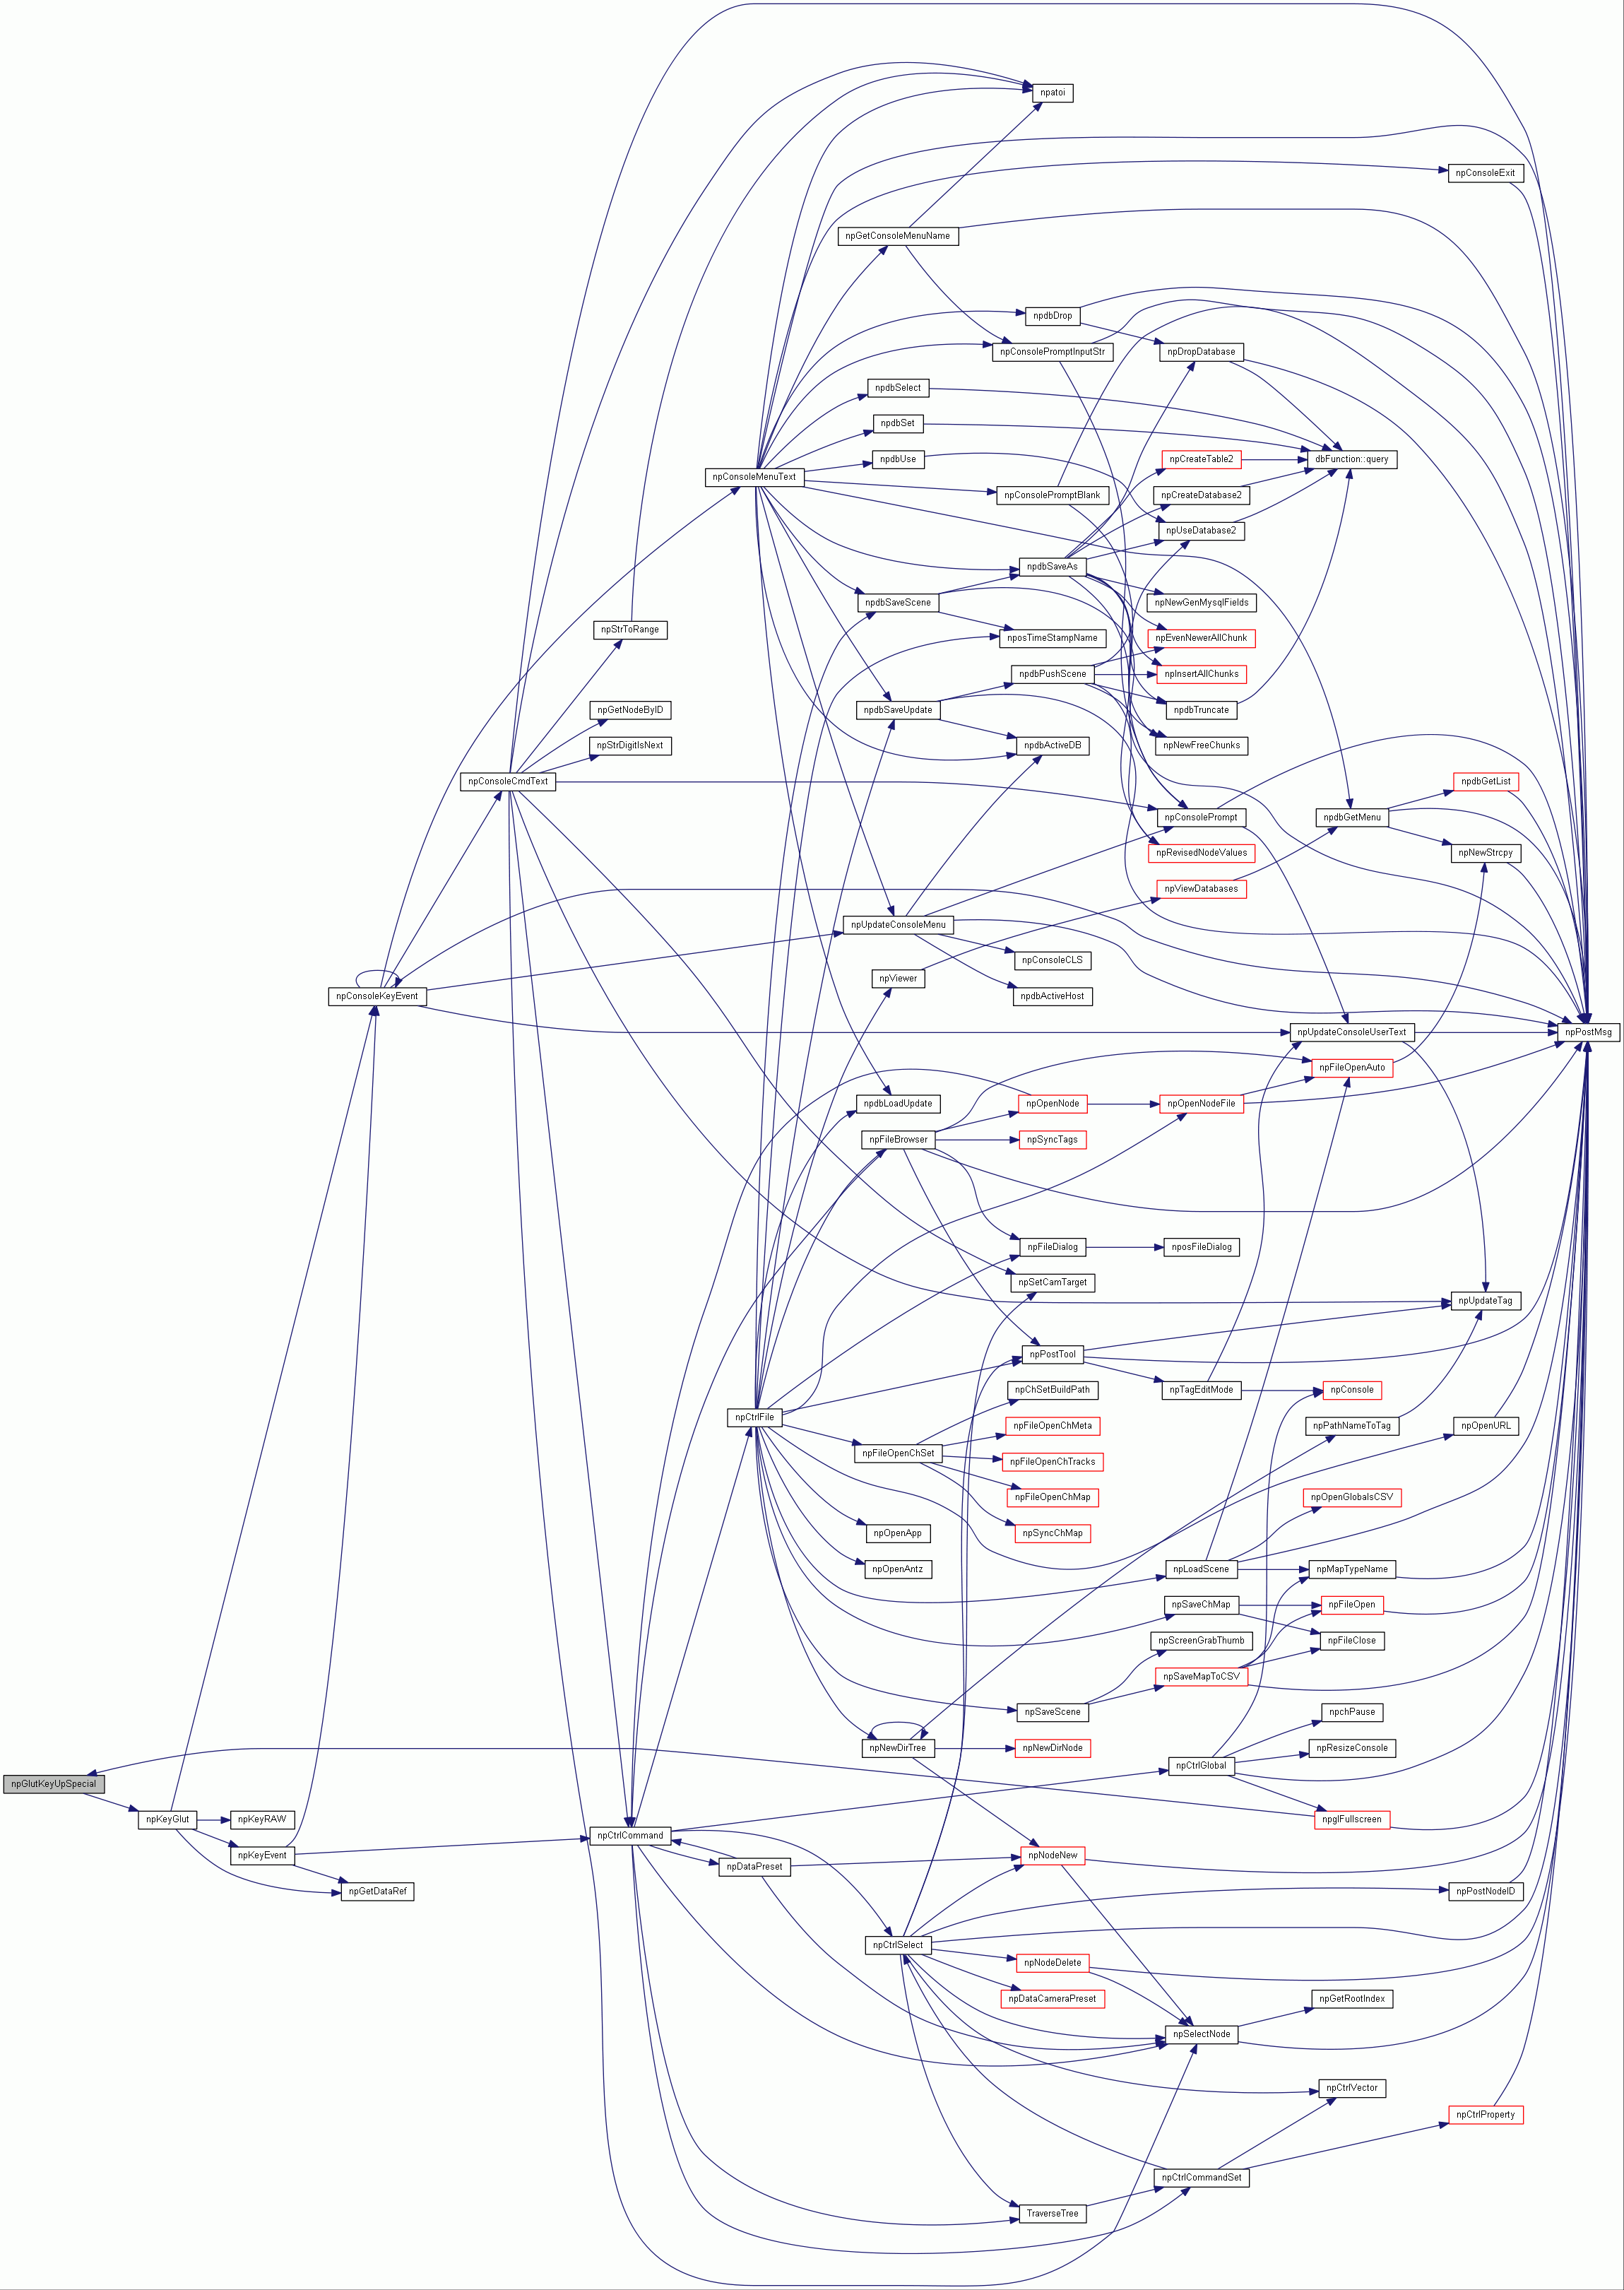 npatoi
npConsoleExit
npGetConsoleMenuName
npdbDrop
npConsolePromptInputStr
npDropDatabase
npdbSelect
npdbSet
npdbUse
npCreateTable2
dbFunction::query
npConsoleMenuText
npConsolePromptBlank
npCreateDatabase2
npUseDatabase2
npdbSaveAs
npdbSaveScene
npNewGenMysqlFields
npStrToRange
nposTimeStampName
npEvenNewerAllChunk
npdbPushScene
npInsertAllChunks
npGetNodeByID
npdbSaveUpdate
npdbTruncate
npStrDigitIsNext
npdbActiveDB
npNewFreeChunks
npConsoleCmdText
npdbGetList
npConsolePrompt
npdbGetMenu
npRevisedNodeValues
npNewStrcpy
npViewDatabases
npUpdateConsoleMenu
npConsoleCLS
npViewer
npConsoleKeyEvent
npdbActiveHost
npUpdateConsoleUserText
npPostMsg
npFileOpenAuto
npdbLoadUpdate
npOpenNode
npOpenNodeFile
npFileBrowser
npSyncTags
npFileDialog
nposFileDialog
npSetCamTarget
npUpdateTag
npPostTool
npChSetBuildPath
npTagEditMode
npConsole
npCtrlFile
npFileOpenChMeta
npPathNameToTag
npOpenURL
npFileOpenChSet
npFileOpenChTracks
npFileOpenChMap
npOpenGlobalsCSV
npOpenApp
npSyncChMap
npOpenAntz
npLoadScene
npMapTypeName
npSaveChMap
npFileOpen
npScreenGrabThumb
npFileClose
npSaveMapToCSV
npSaveScene
npchPause
npNewDirTree
npNewDirNode
npResizeConsole
npCtrlGlobal
npGlutKeyUpSpecial
npKeyGlut
npKeyRAW
npglFullscreen
npCtrlCommand
npKeyEvent
npNodeNew
npDataPreset
npGetDataRef
npPostNodeID
npCtrlSelect
npNodeDelete
npDataCameraPreset
npGetRootIndex
npSelectNode
npCtrlVector
npCtrlProperty
npCtrlCommandSet
TraverseTree